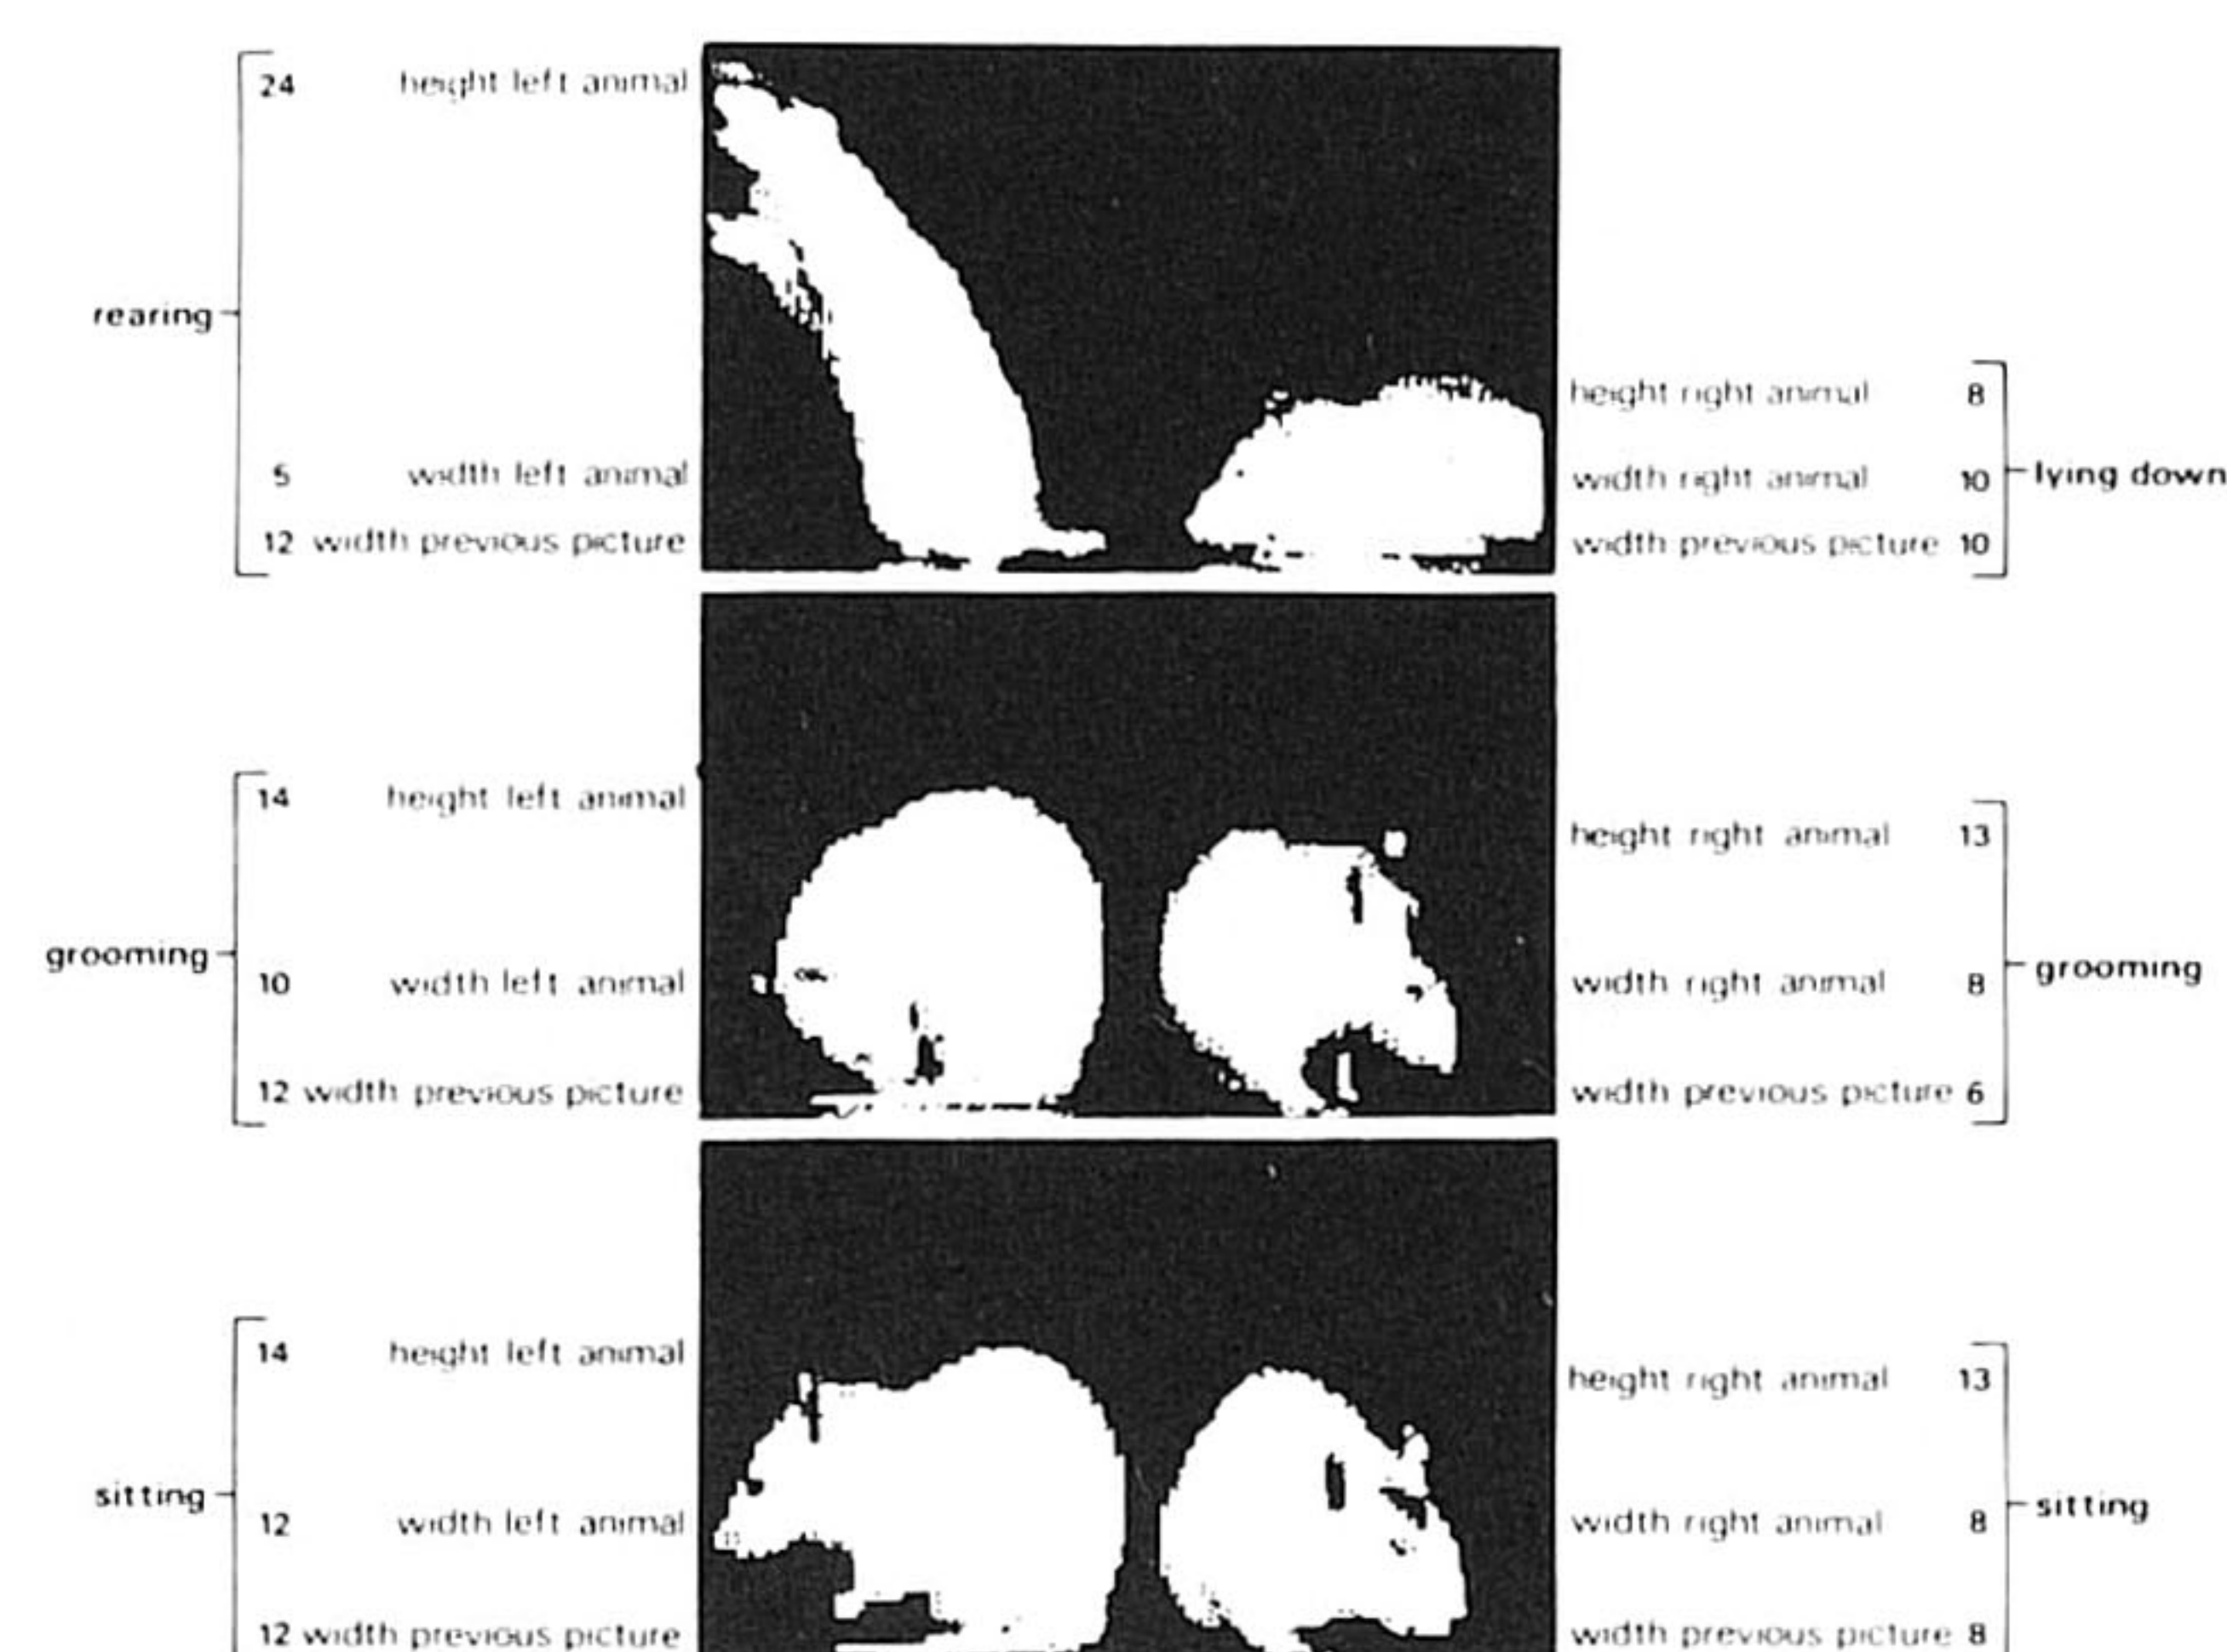 24 height left animal
rearing
5 width left animal
12 width previous picture
height right animal 8
width right animal 10
lying down
width previous picture 10
14 height left animal
grooming
10 width left animal
12 width previous picture
height right animal 13
width right animal 8
grooming
width previous picture 6
14 height left animal
sitting
12 width left animal
12 width previous picture
height right animal 13
sitting
width right animal 8
width previous picture 8